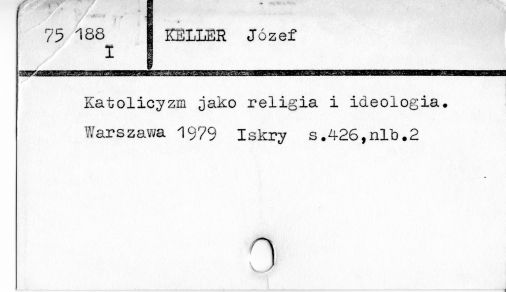 75 188 KELLER Józef
I
Katolicyzm jako religia i ideologia.
Warszawa 1979 Iskry s.426,nlb.2